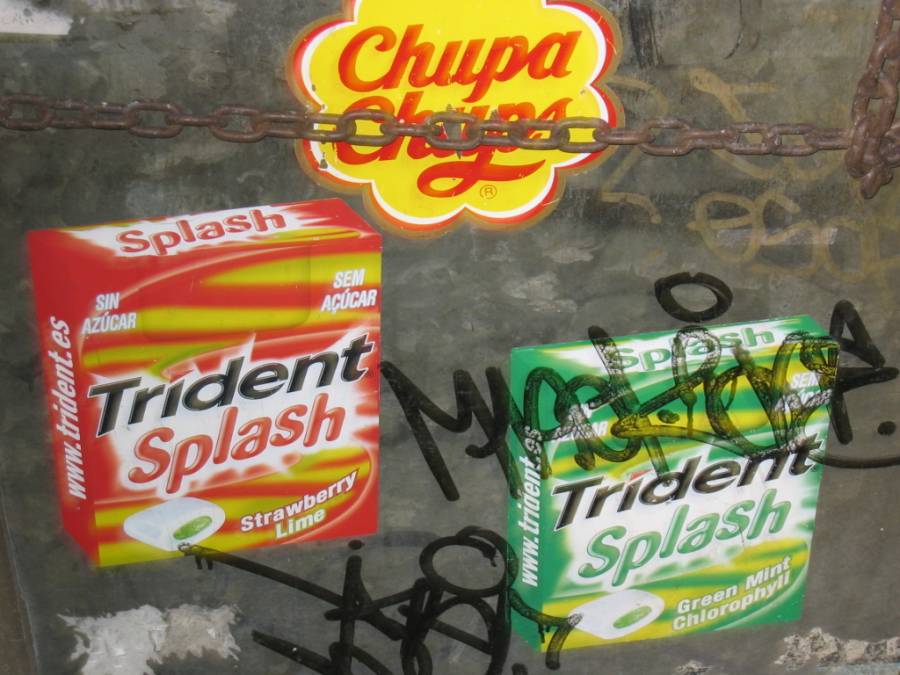 Chupa
Chups
®
Splash
SIN
AZÚCAR
SEM
AÇÚCAR
www.trident.es
Trident
Splash
Strawberry
Lime
Splash
SEM
www.trident.es
Trident
Splash
Green Mint
Chlorophyll